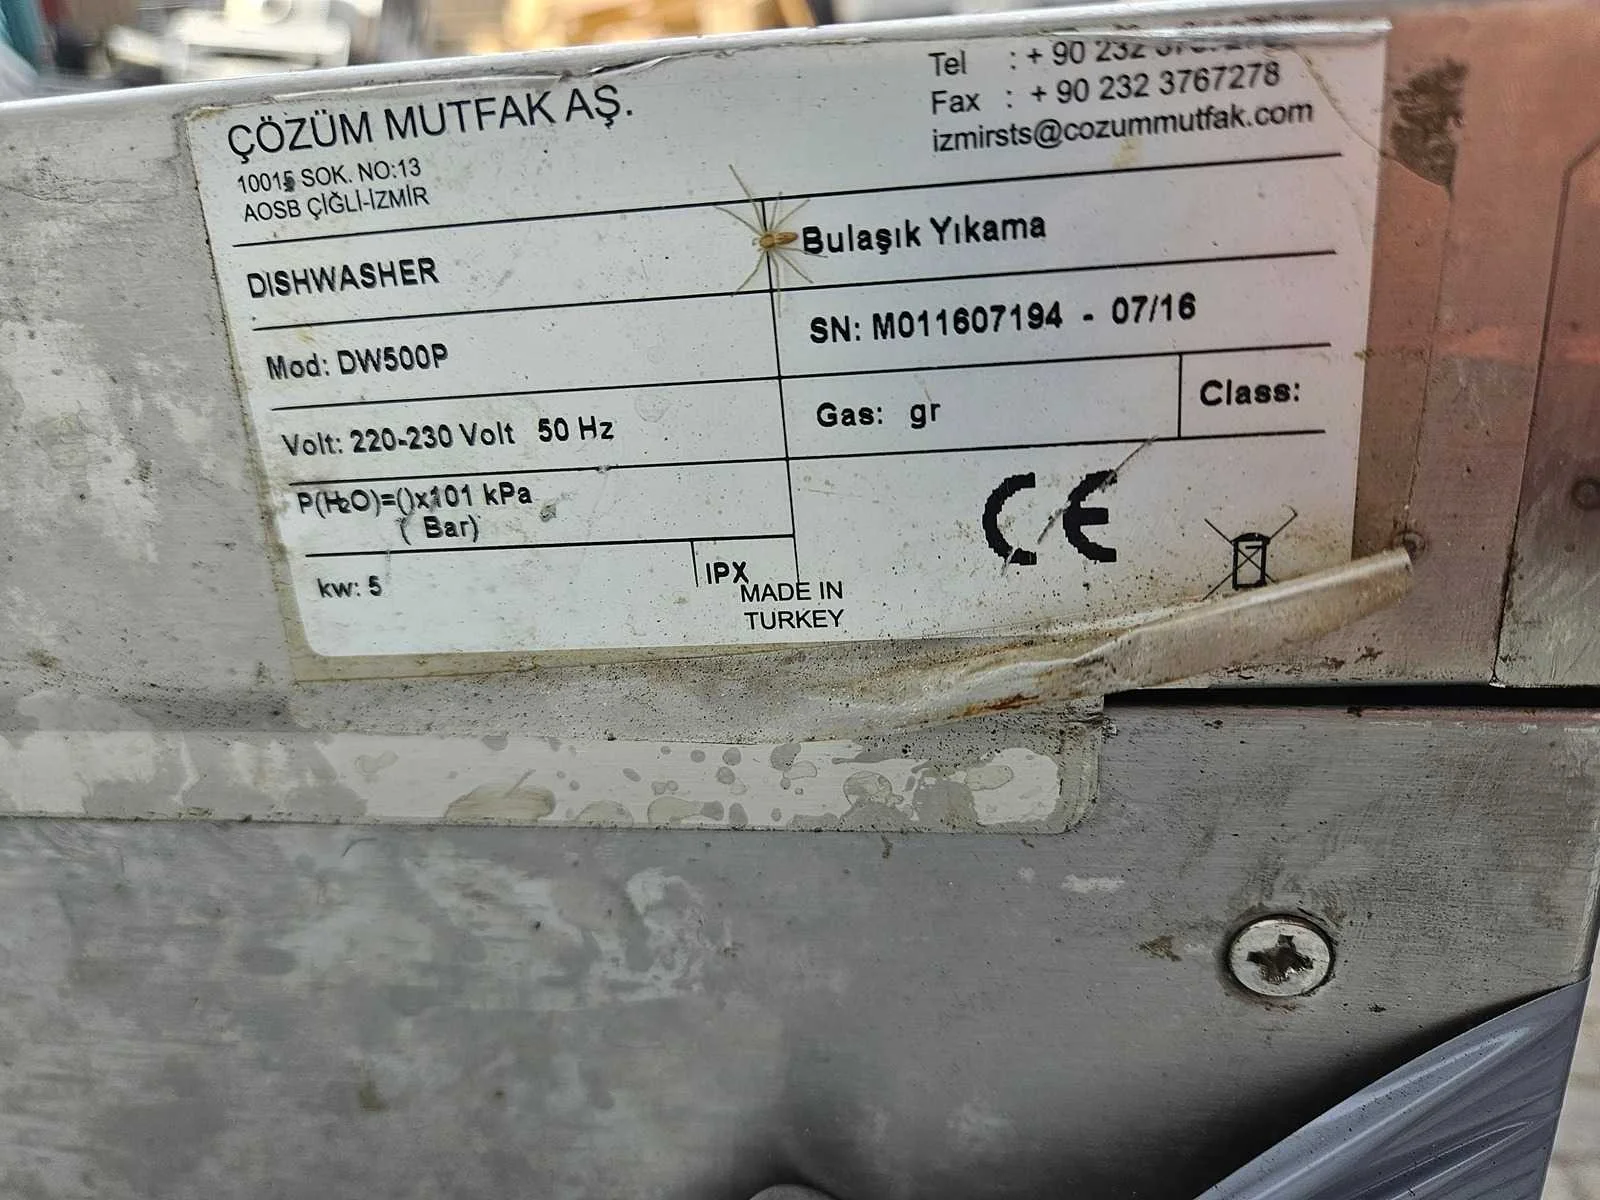 ÇÖZÜM MUTFAK AŞ.
10015 SOK. NO:13
AOSB ÇİĞLİ-İZMİR
Tel : + 90 232
Fax : + 90 232 3767278
izmirsts@cozummutfak.com
DISHWASHER
Bulaşık Yıkama
Mod: DW500P
SN: M011607194 - 07/16
Volt: 220-230 Volt 50 Hz
Gas: gr
Class:
P(H₂O)=()x101 kPa
( Bar)
kw: 5
IPX
CE
MADE IN
TURKEY